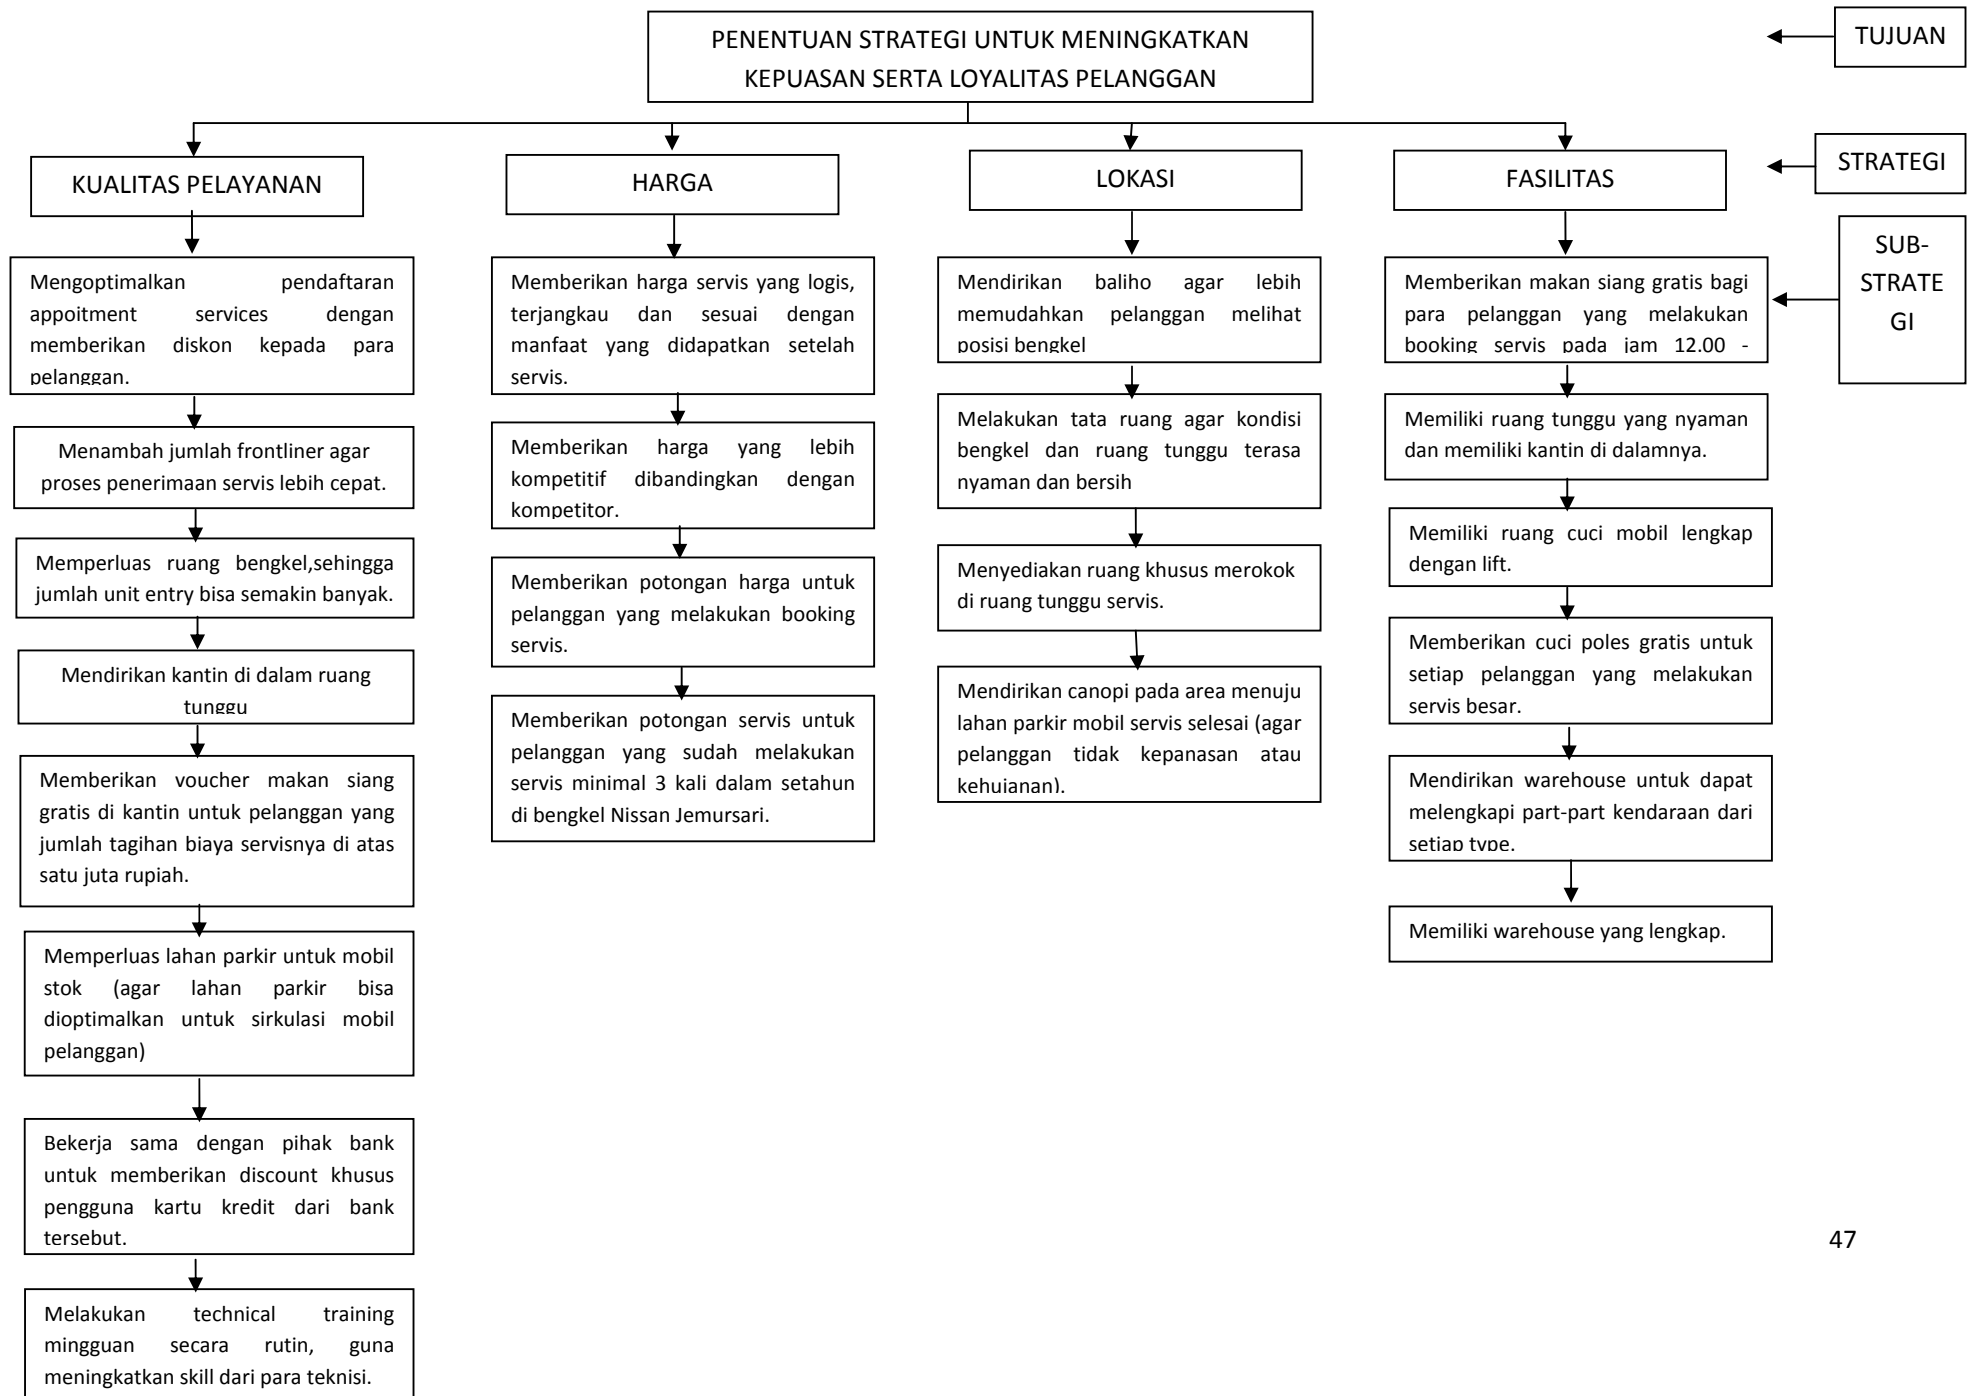 PENENTUAN STRATEGI UNTUK MENINGKATKAN
KEPUASAN SERTA LOYALITAS PELANGGAN
TUJUAN
KUALITAS PELAYANAN
HARGA
LOKASI
FASILITAS
STRATEGI
Mengoptimalkan pendaftaran
appoitment services dengan
memberikan diskon kepada para
pelanggan.
Menambah jumlah frontliner agar
proses penerimaan servis lebih cepat.
Memperluas ruang bengkel,sehingga
jumlah unit entry bisa semakin banyak.
Mendirikan kantin di dalam ruang
tunggu
Memberikan voucher makan siang
gratis di kantin untuk pelanggan yang
jumlah tagihan biaya servisnya di atas
satu juta rupiah.
Memperluas lahan parkir untuk mobil
stok (agar lahan parkir bisa
dioptimalkan untuk sirkulasi mobil
pelanggan)
Bekerja sama dengan pihak bank
untuk memberikan discount khusus
pengguna kartu kredit dari bank
tersebut.
Melakukan technical training
mingguan secara rutin, guna
meningkatkan skill dari para teknisi.
Memberikan harga servis yang logis,
terjangkau dan sesuai dengan
manfaat yang didapatkan setelah
servis.
Memberikan harga yang lebih
kompetitif dibandingkan dengan
kompetitor.
Memberikan potongan harga untuk
pelanggan yang melakukan booking
servis.
Memberikan potongan servis untuk
pelanggan yang sudah melakukan
servis minimal 3 kali dalam setahun
di bengkel Nissan Jemursari.
Mendirikan baliho agar lebih
memudahkan pelanggan melihat
posisi bengkel
Melakukan tata ruang agar kondisi
bengkel dan ruang tunggu terasa
nyaman dan bersih
Menyediakan ruang khusus merokok
di ruang tunggu servis.
Mendirikan canopi pada area menuju
lahan parkir mobil servis selesai (agar
pelanggan tidak kepanasan atau
kehujanan).
Memberikan makan siang gratis bagi
para pelanggan yang melakukan
booking servis pada jam 12.00 -
Memiliki ruang tunggu yang nyaman
dan memiliki kantin di dalamnya.
Memiliki ruang cuci mobil lengkap
dengan lift.
Memberikan cuci poles gratis untuk
setiap pelanggan yang melakukan
servis besar.
Mendirikan warehouse untuk dapat
melengkapi part-part kendaraan dari
setiap type.
Memiliki warehouse yang lengkap.
SUB-
STRATE
GI
47